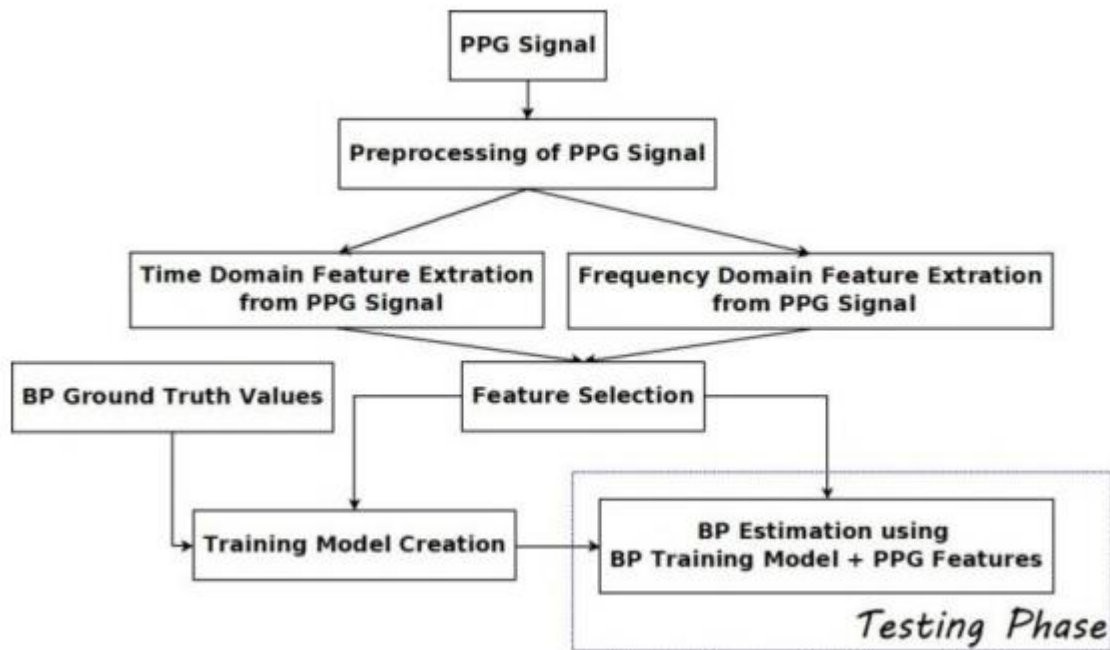 PPG Signal
Preprocessing of PPG Signal
Time Domain Feature Extration
from PPG Signal
Frequency Domain Feature Extration
from PPG Signal
BP Ground Truth Values
Feature Selection
Training Model Creation
BP Estimation using
BP Training Model + PPG Features
Testing Phase